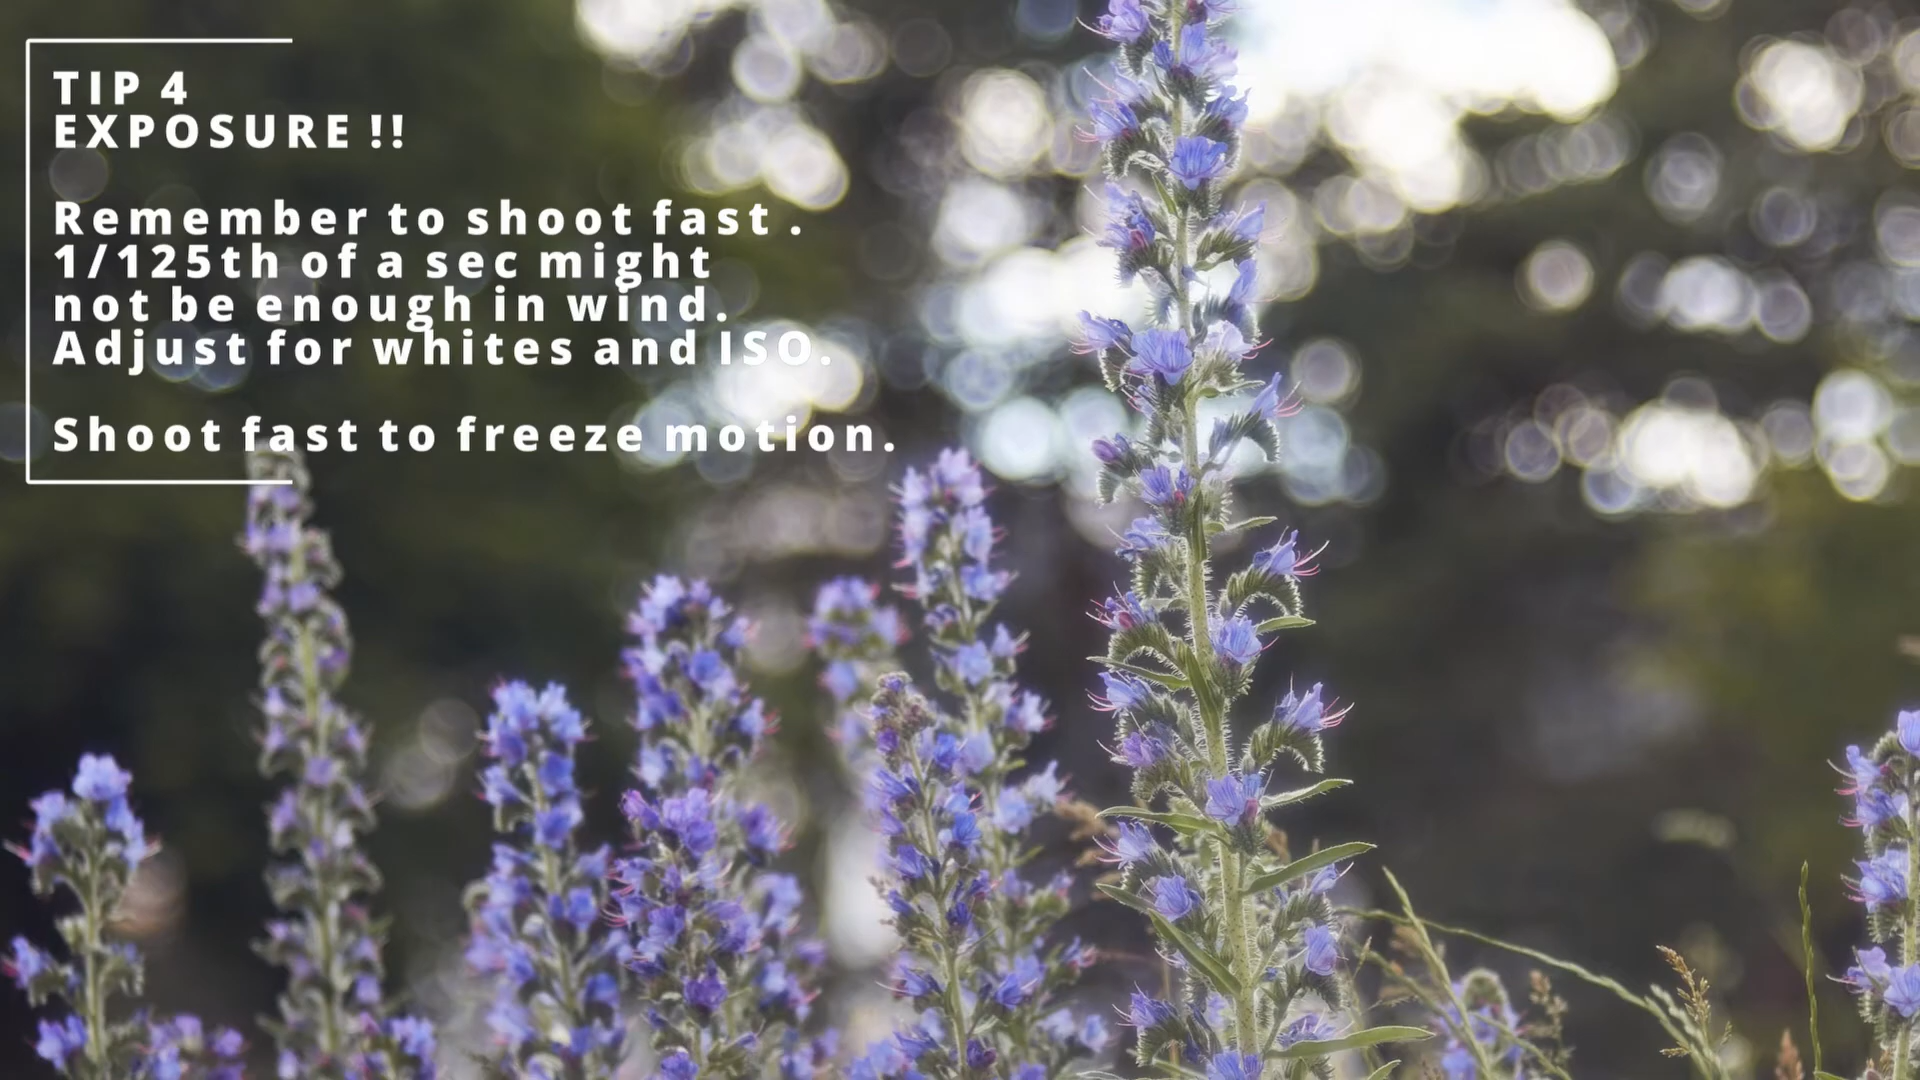 TIP 4
EXPOSURE !!
Remember to shoot fast .
1/125th of a sec might
not be enough in wind.
Adjust for whites and ISO.
Shoot fast to freeze motion.